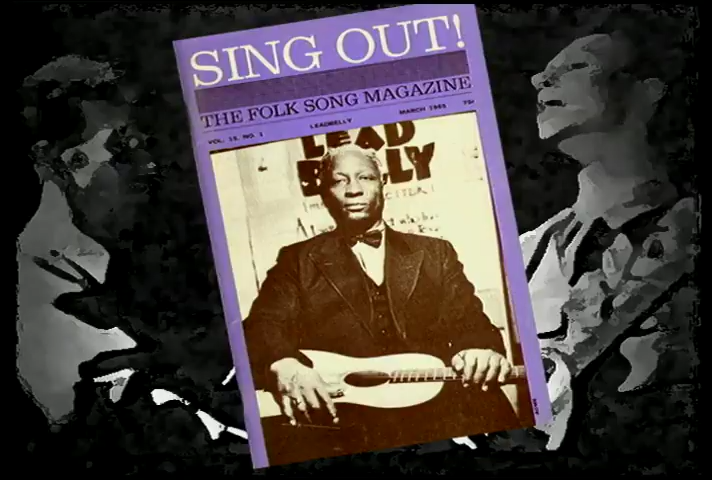 SING OUT!
THE FOLK SONG MAGAZINE
VOL. 15, NO. 1 LEADBELLY MARCH 1965 75¢
LEAD
BELLY